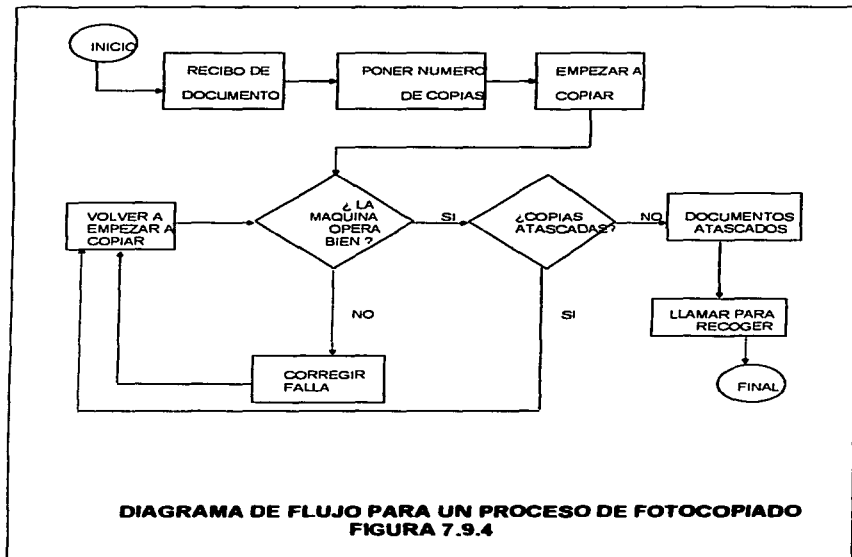 INICIO
RECIBO DE
DOCUMENTO
PONER NUMERO
DE COPIAS
EMPEZAR A
COPIAR
VOLVER A
EMPEZAR A
COPIAR
¿ LA
MAQUINA
OPERA
BIEN ?
SI
¿COPIAS
ATASCADAS?
NO
DOCUMENTOS
ATASCADOS
NO
SI
LLAMAR PARA
RECOGER
CORREGIR
FALLA
FINAL
DIAGRAMA DE FLUJO PARA UN PROCESO DE FOTOCOPIADO
FIGURA 7.9.4